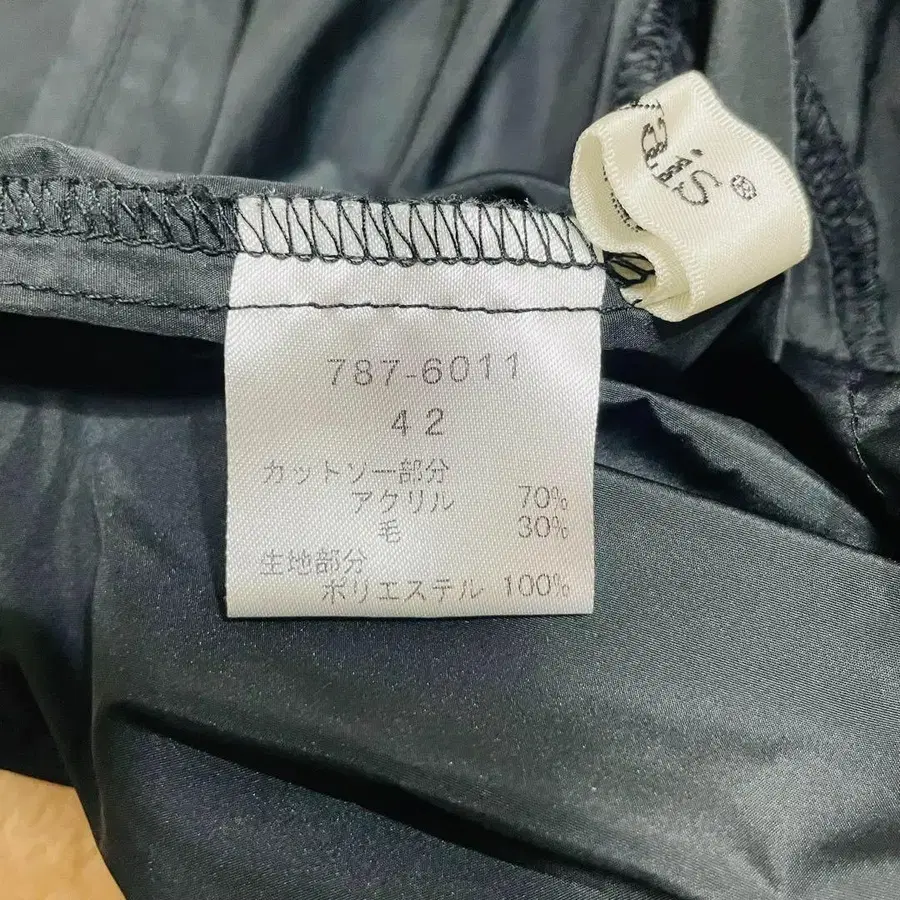 ais®
787-6011
42
カットソー部分
アクリル 70%
毛 30%
生地部分
ポリエステル 100%